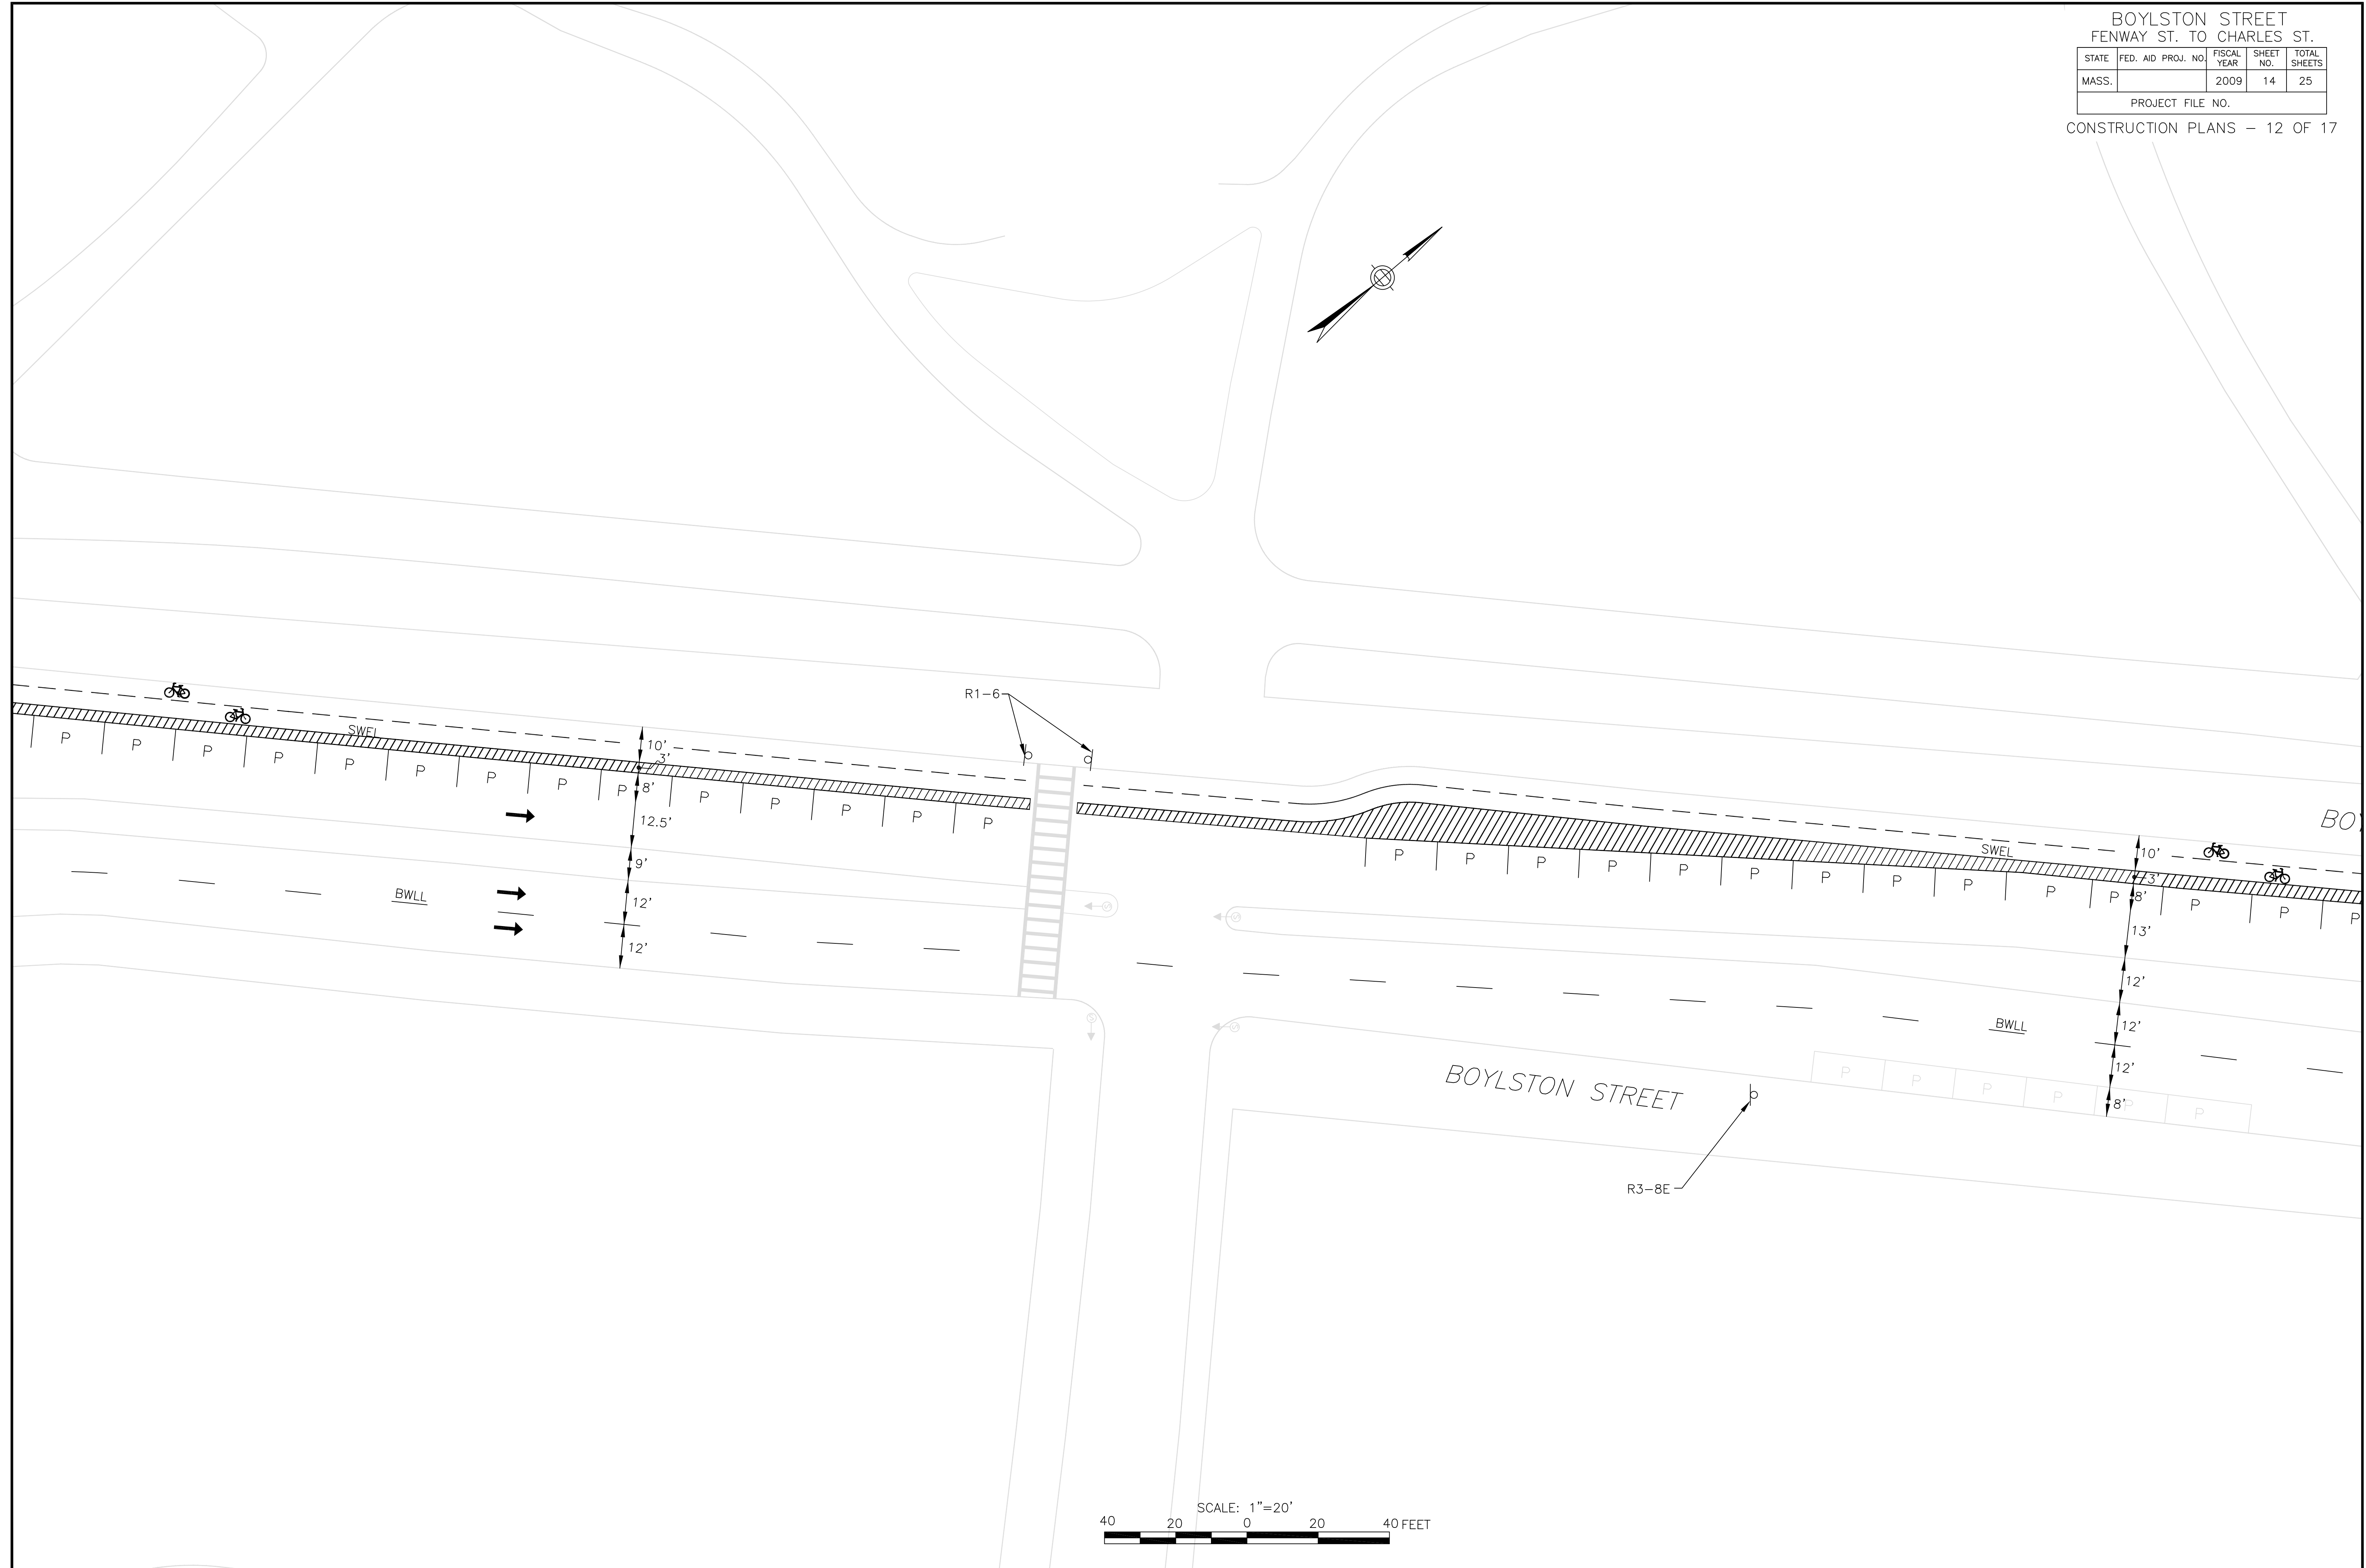 BOYLSTON STREET
FENWAY ST. TO CHARLES ST.
STATE FED. AID PROJ. NO. FISCAL YEAR SHEET NO. TOTAL SHEETS
MASS. 2009 14 25
PROJECT FILE NO.
CONSTRUCTION PLANS – 12 OF 17
R1-6
SWEL
P P P P P P P P P P P P P P
10'
3'
8'
12.5'
9'
12'
12'
BWLL
BOY
SWEL
P P P P P P P P P P P P P P
10'
3'
8'
13'
12'
12'
12'
8'
BWLL
P P P P P P
BOYLSTON STREET
R3-8E
SCALE: 1"=20'
40 20 0 20 40 FEET